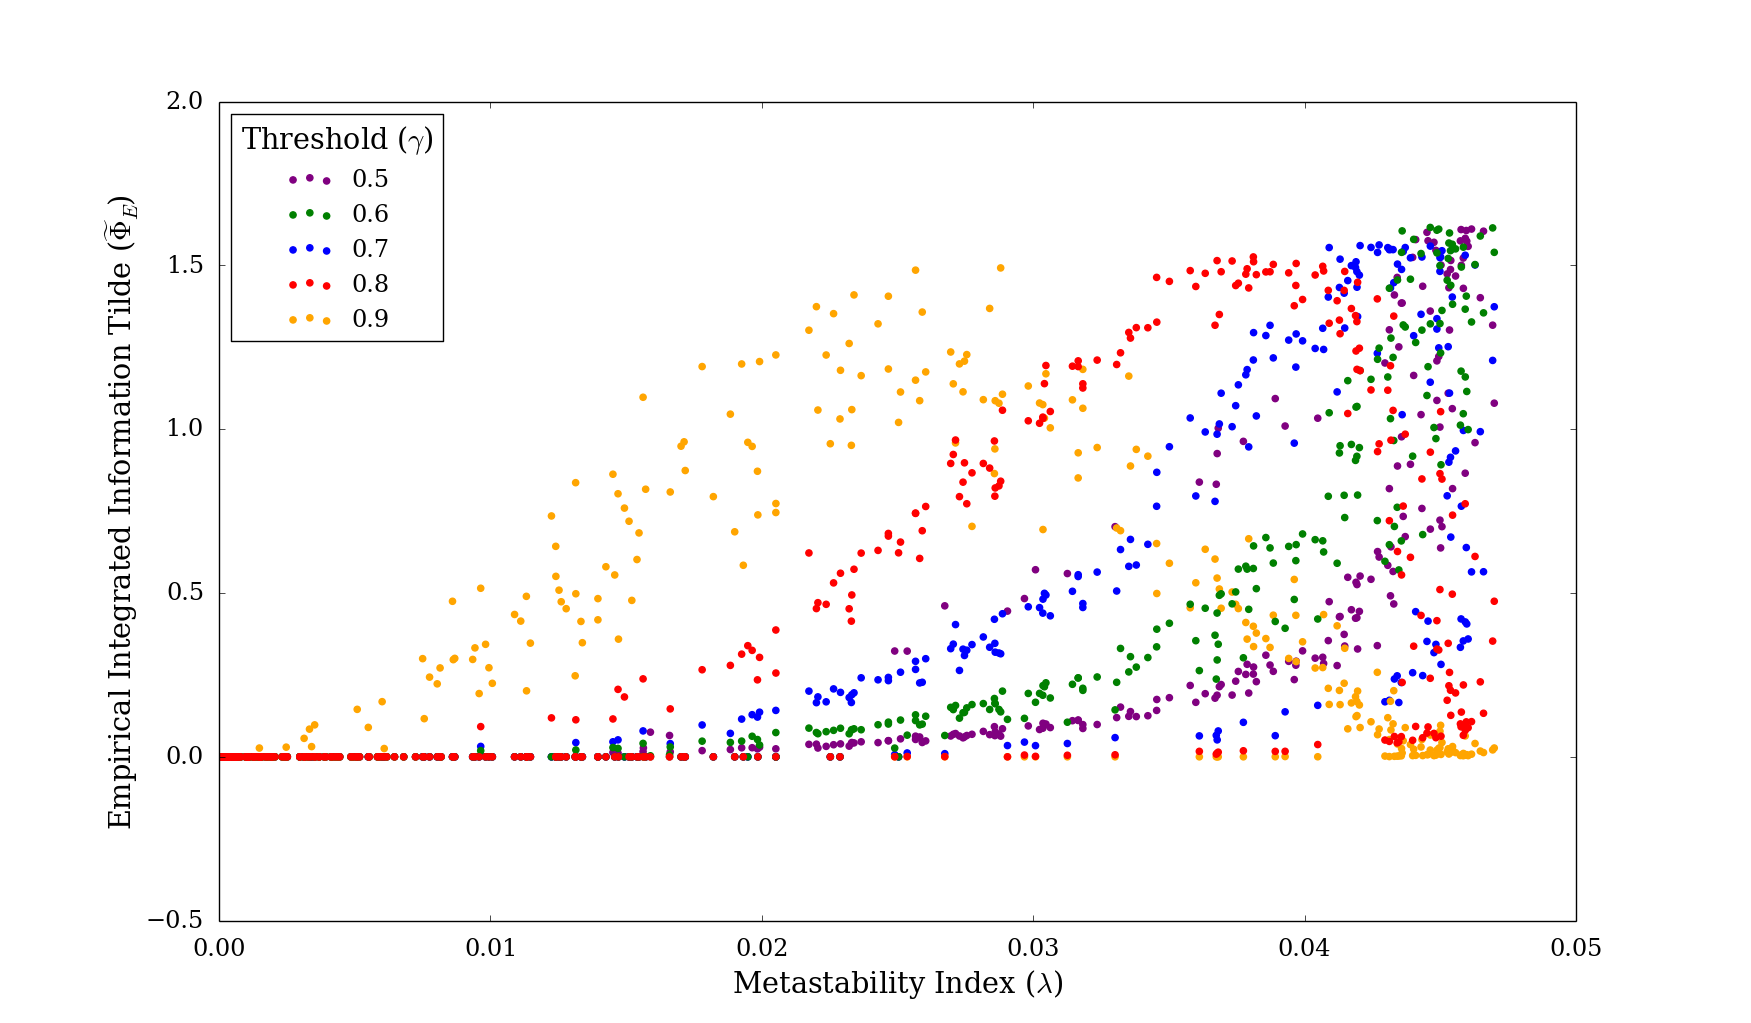 2.0
1.5
1.0
0.5
0.0
−0.5
Empirical Integrated Information Tilde (Φ̃_E)
Threshold (γ)
0.5
0.6
0.7
0.8
0.9
0.00 0.01 0.02 0.03 0.04 0.05
Metastability Index (λ)